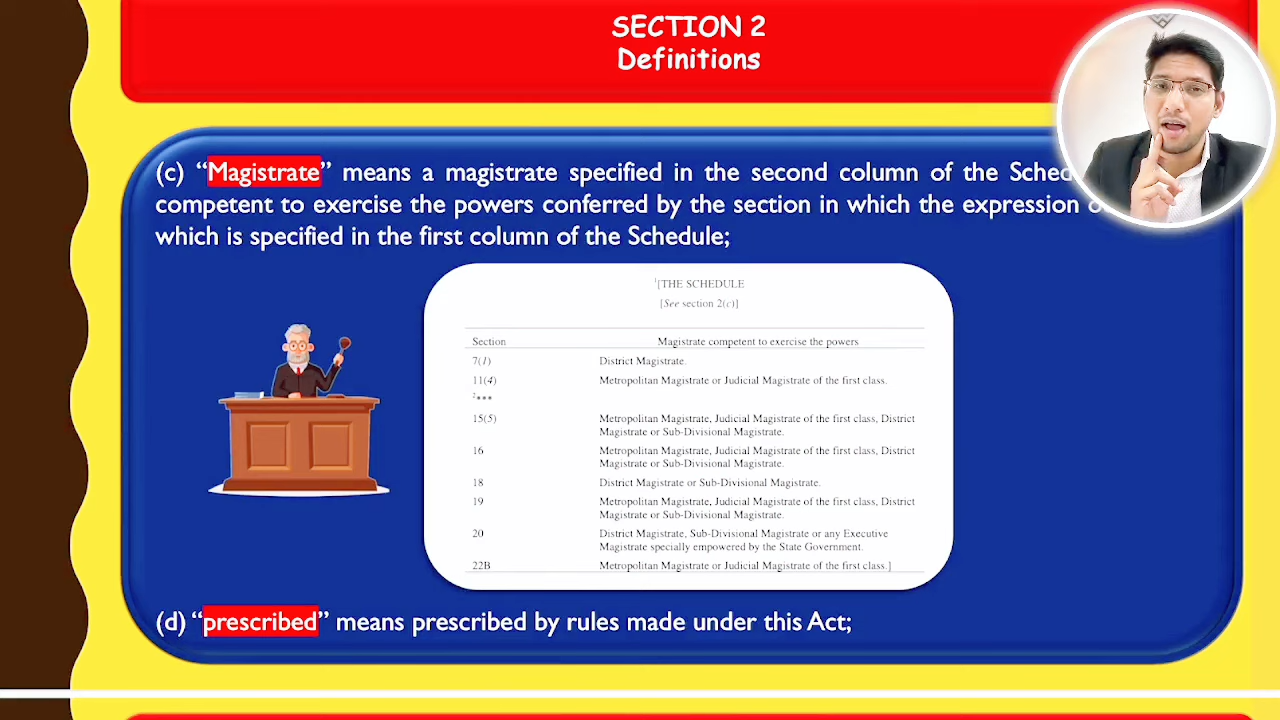 SECTION 2
Definitions
(c) “Magistrate” means a magistrate specified in the second column of the
competent to exercise the powers conferred by the section in which the expression
which is specified in the first column of the Schedule;
¹[THE SCHEDULE
[See section 2(c)]
Section Magistrate competent to exercise the powers
7(1) District Magistrate.
11(4) Metropolitan Magistrate or Judicial Magistrate of the first class.
²***
15(5) Metropolitan Magistrate, Judicial Magistrate of the first class, District
Magistrate or Sub-Divisional Magistrate.
16 Metropolitan Magistrate, Judicial Magistrate of the first class, District
Magistrate or Sub-Divisional Magistrate.
18 District Magistrate or Sub-Divisional Magistrate.
19 Metropolitan Magistrate, Judicial Magistrate of the first class, District
Magistrate or Sub-Divisional Magistrate.
20 District Magistrate, Sub-Divisional Magistrate or any Executive
Magistrate specially empowered by the State Government.
22B Metropolitan Magistrate or Judicial Magistrate of the first class.]
(d) “prescribed” means prescribed by rules made under this Act;